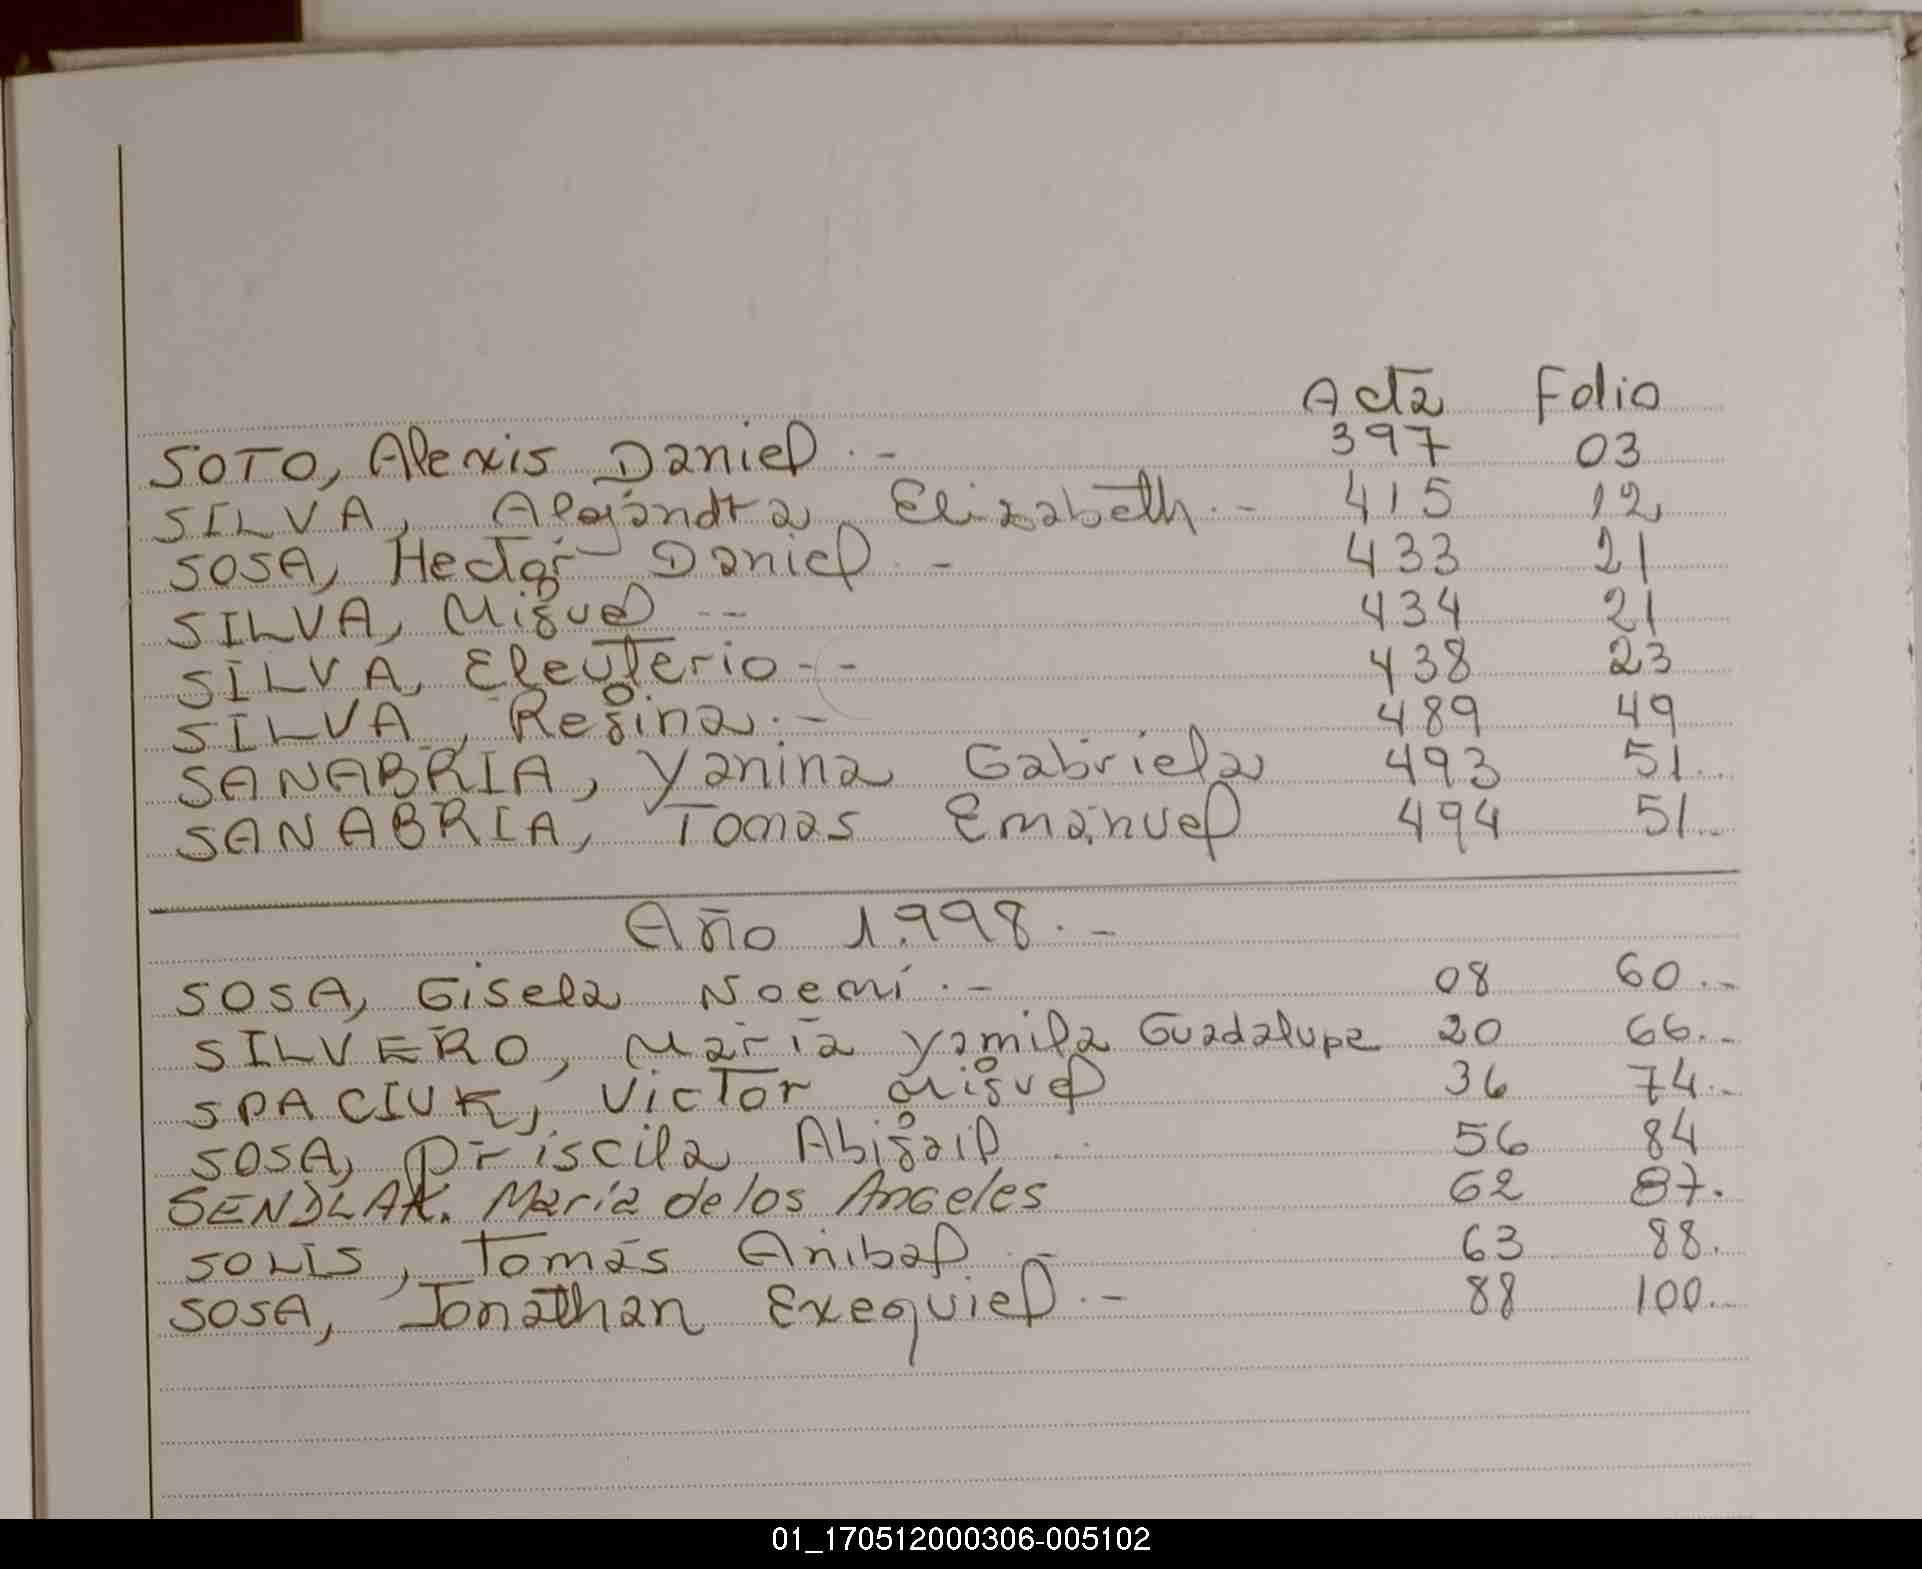 Acta Folio
SOTO, Alexis Daniel.- 397 03
SILVA, Alejandra Elizabeth.- 415 12
SOSA, Hector Daniel.- 433 21
SILVA, Miguel -- 434 21
SILVA, Eleuterio.- 438 23
SILVA, Regina.- 489 49
SANABRIA, Yanina Gabriela 493 51..
SANABRIA, Tomas Emanuel 494 51..
Año 1.998.-
SOSA, Gisela Noemí.- 08 60..
SILVERO, Maria Yamila Guadalupe 20 66..
SPACIUK, Victor Miguel 36 74..
SOSA, Priscila Abigail 56 84
SENDLAK. Maria de los Angeles 62 87.
SOLIS, Tomás Anibal.- 63 88.
SOSA, Jonathan Exequiel.- 88 100..
01_170512000306-005102